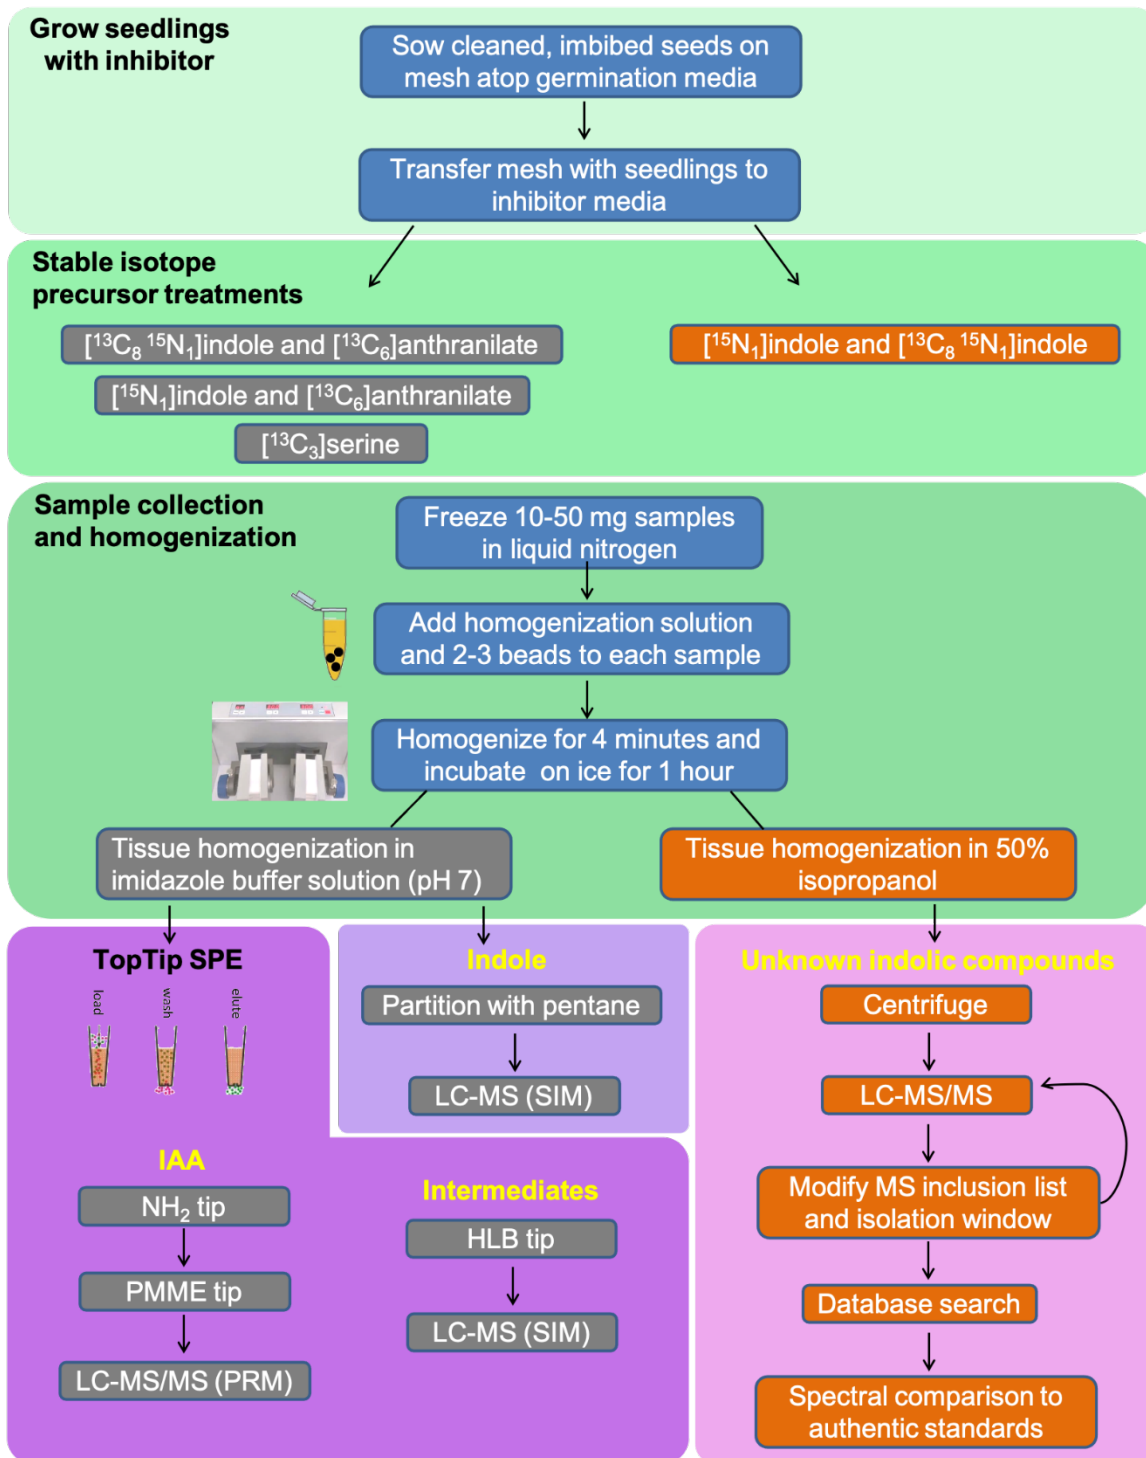 Grow seedlings
with inhibitor
Sow cleaned, imbibed seeds on
mesh atop germination media
Transfer mesh with seedlings to
inhibitor media
Stable isotope
precursor treatments
[¹³C₈ ¹⁵N₁]indole and [¹³C₆]anthranilate
[¹⁵N₁]indole and [¹³C₆]anthranilate
[¹³C₃]serine
[¹⁵N₁]indole and [¹³C₈ ¹⁵N₁]indole
Sample collection
and homogenization
Freeze 10-50 mg samples
in liquid nitrogen
Add homogenization solution
and 2-3 beads to each sample
Homogenize for 4 minutes and
incubate on ice for 1 hour
Tissue homogenization in
imidazole buffer solution (pH 7)
Tissue homogenization in 50%
isopropanol
TopTip SPE
load
wash
elute
IAA
NH₂ tip
PMME tip
LC-MS/MS (PRM)
Indole
Partition with pentane
LC-MS (SIM)
Intermediates
HLB tip
LC-MS (SIM)
Unknown indolic compounds
Centrifuge
LC-MS/MS
Modify MS inclusion list
and isolation window
Database search
Spectral comparison to
authentic standards